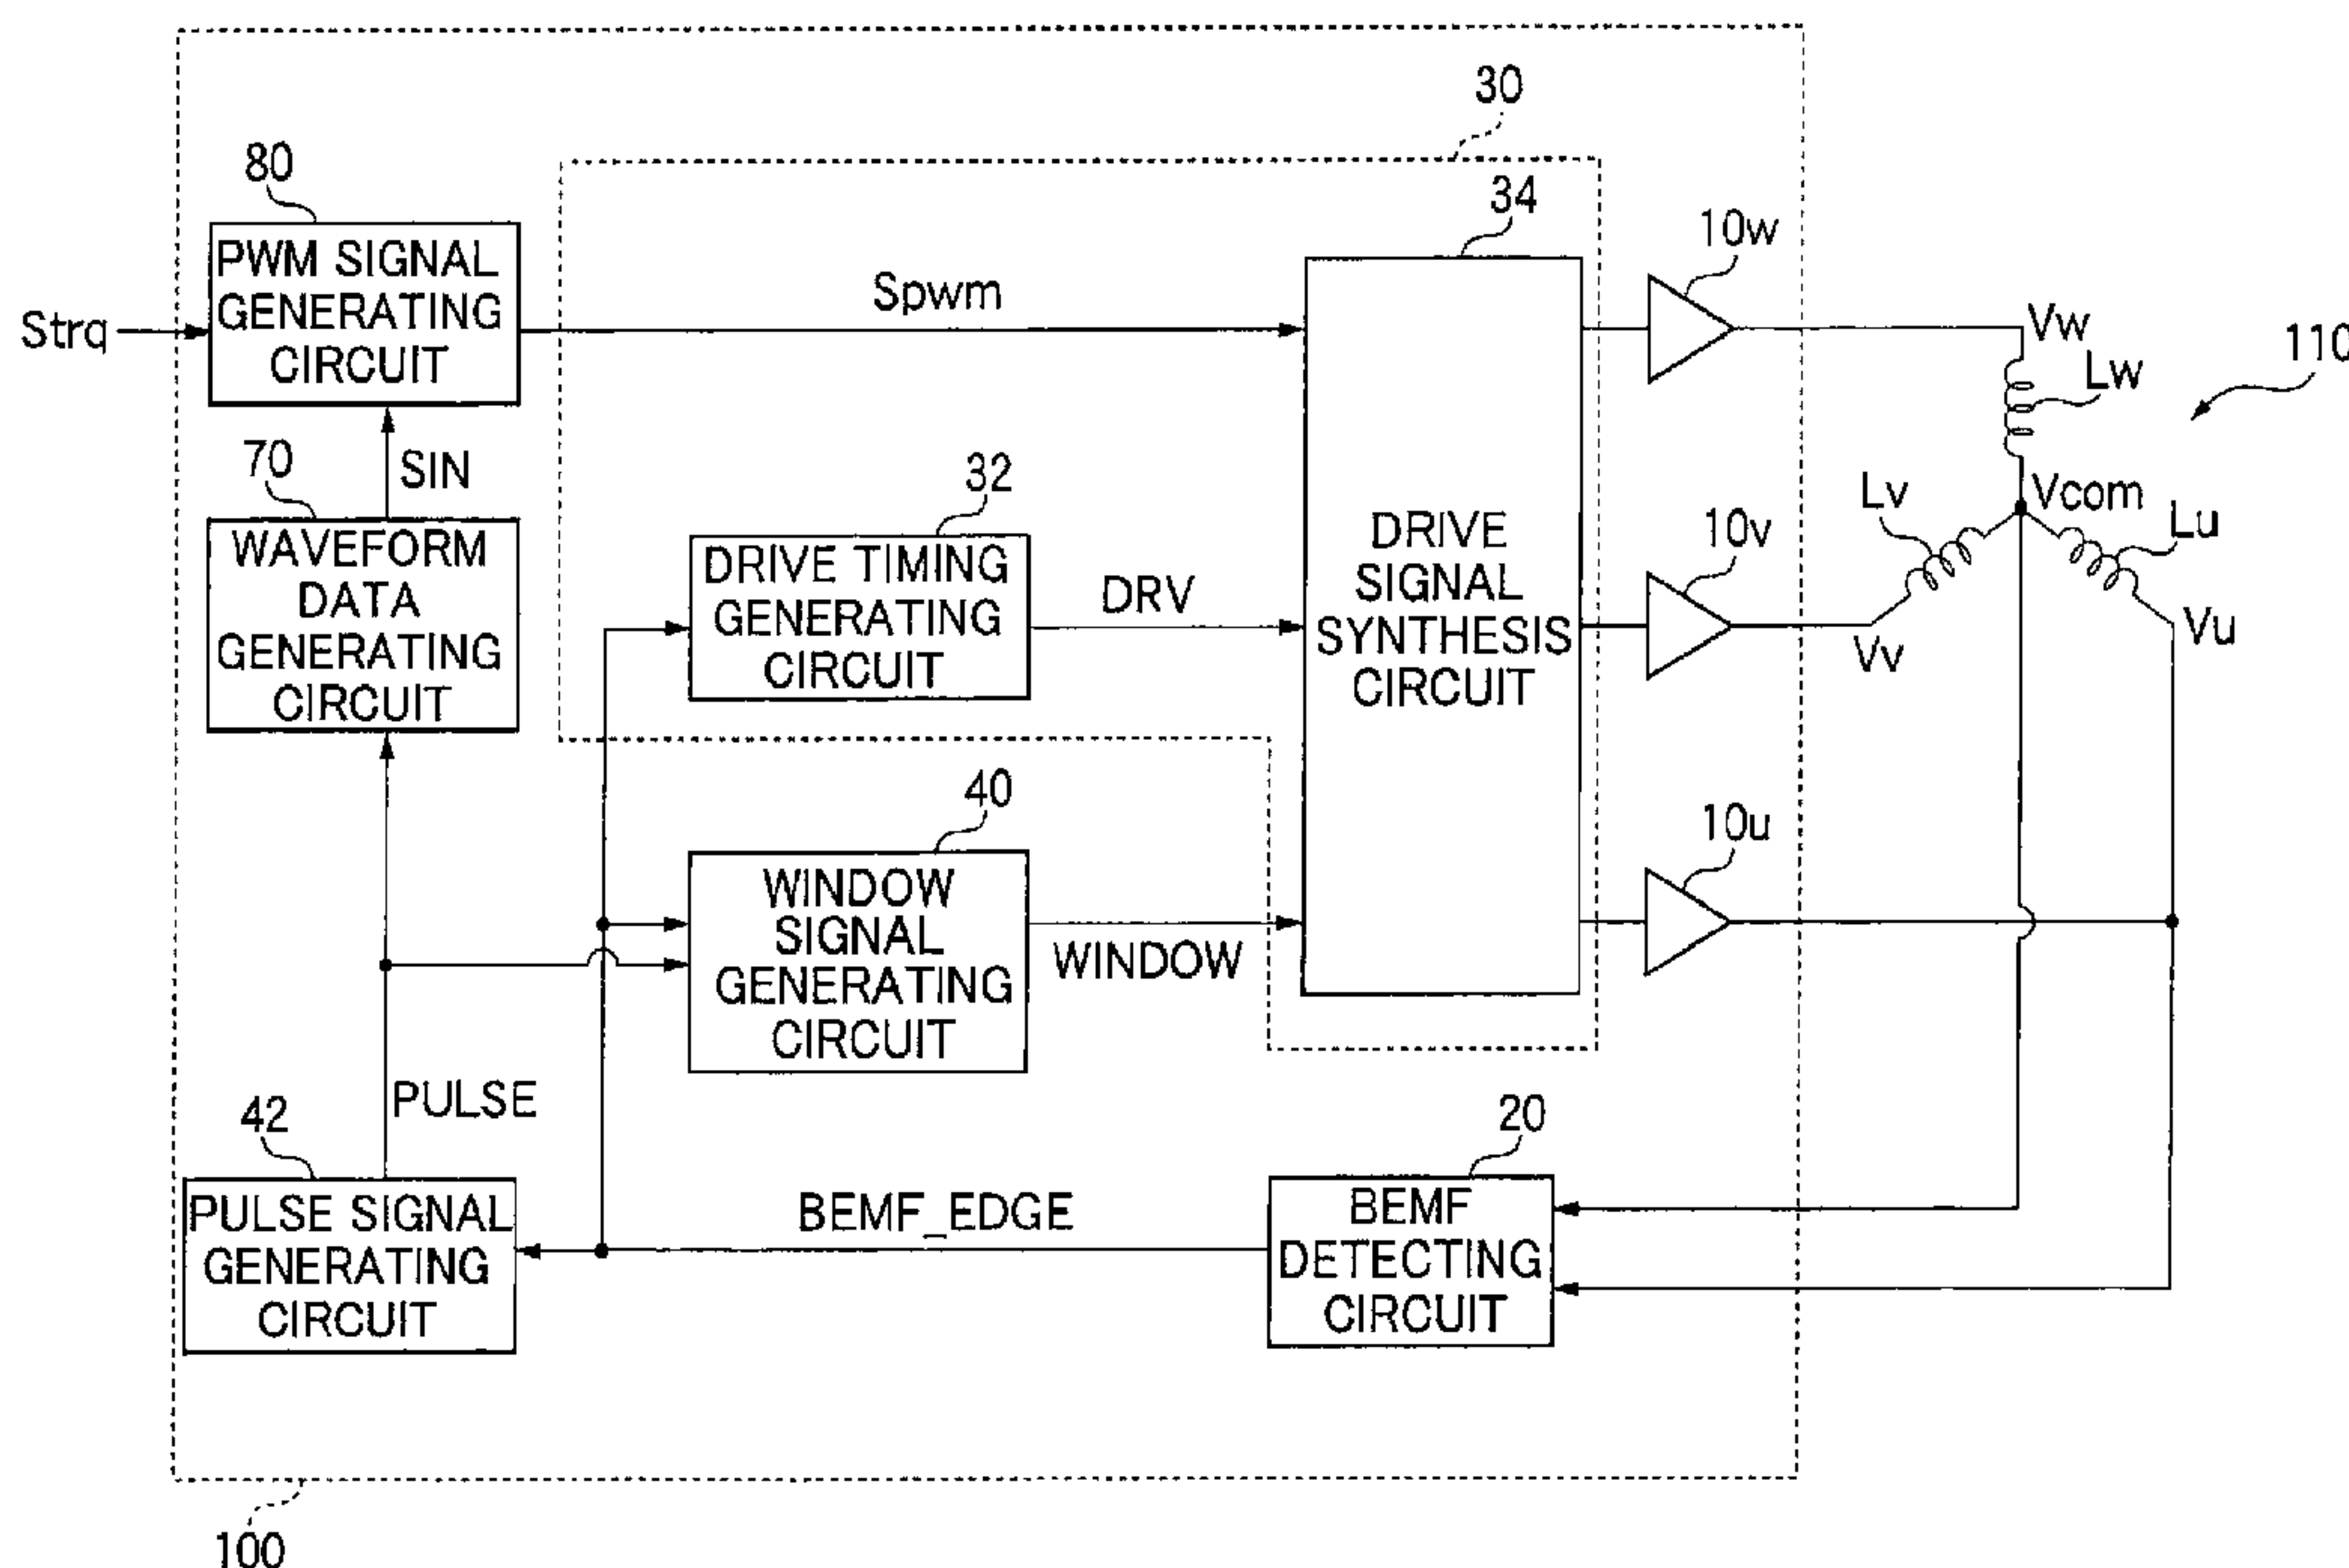 30
80
34
PWM SIGNAL
GENERATING
CIRCUIT
Strq
Spwm
10w
Vw
110
Lw
70
SIN
WAVEFORM
DATA
GENERATING
CIRCUIT
32
DRIVE TIMING
GENERATING
CIRCUIT
DRV
DRIVE
SIGNAL
SYNTHESIS
CIRCUIT
10v
Lv
Vcom
Lu
Vv
Vu
40
WINDOW
SIGNAL
GENERATING
CIRCUIT
WINDOW
10u
PULSE
42
PULSE SIGNAL
GENERATING
CIRCUIT
BEMF_EDGE
20
BEMF
DETECTING
CIRCUIT
100